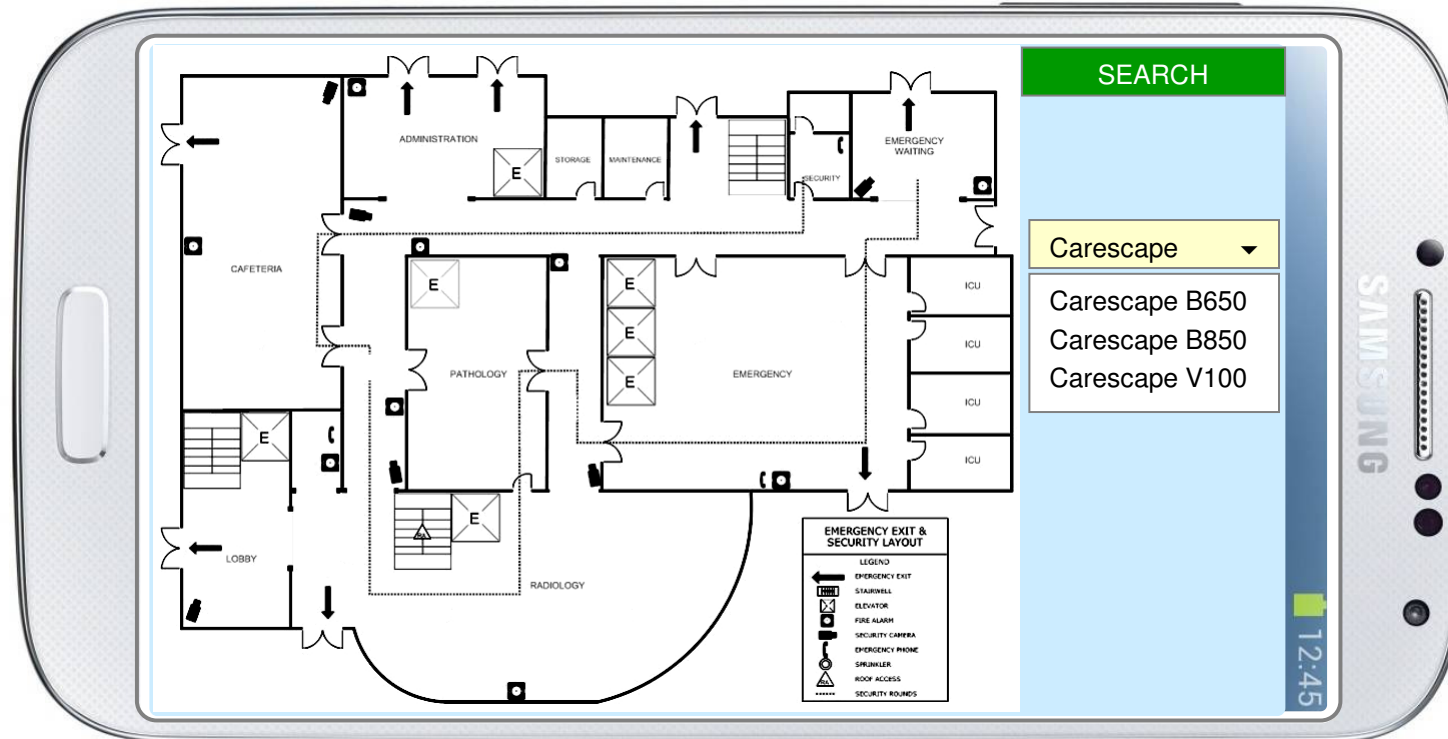 SEARCH
Carescape
Carescape B650
Carescape B850
Carescape V100
ADMINISTRATION
STORAGE
MAINTENANCE
SECURITY
EMERGENCY
WAITING
E
CAFETERIA
E
E
E
E
ICU
ICU
ICU
ICU
PATHOLOGY
EMERGENCY
E
E
RA
LOBBY
RADIOLOGY
EMERGENCY EXIT &
SECURITY LAYOUT
LEGEND
EMERGENCY EXIT
STAIRWELL
ELEVATOR
FIRE ALARM
SECURITY CAMERA
EMERGENCY PHONE
SPRINKLER
RA ROOF ACCESS
SECURITY ROUNDS
SAMSUNG
12:45